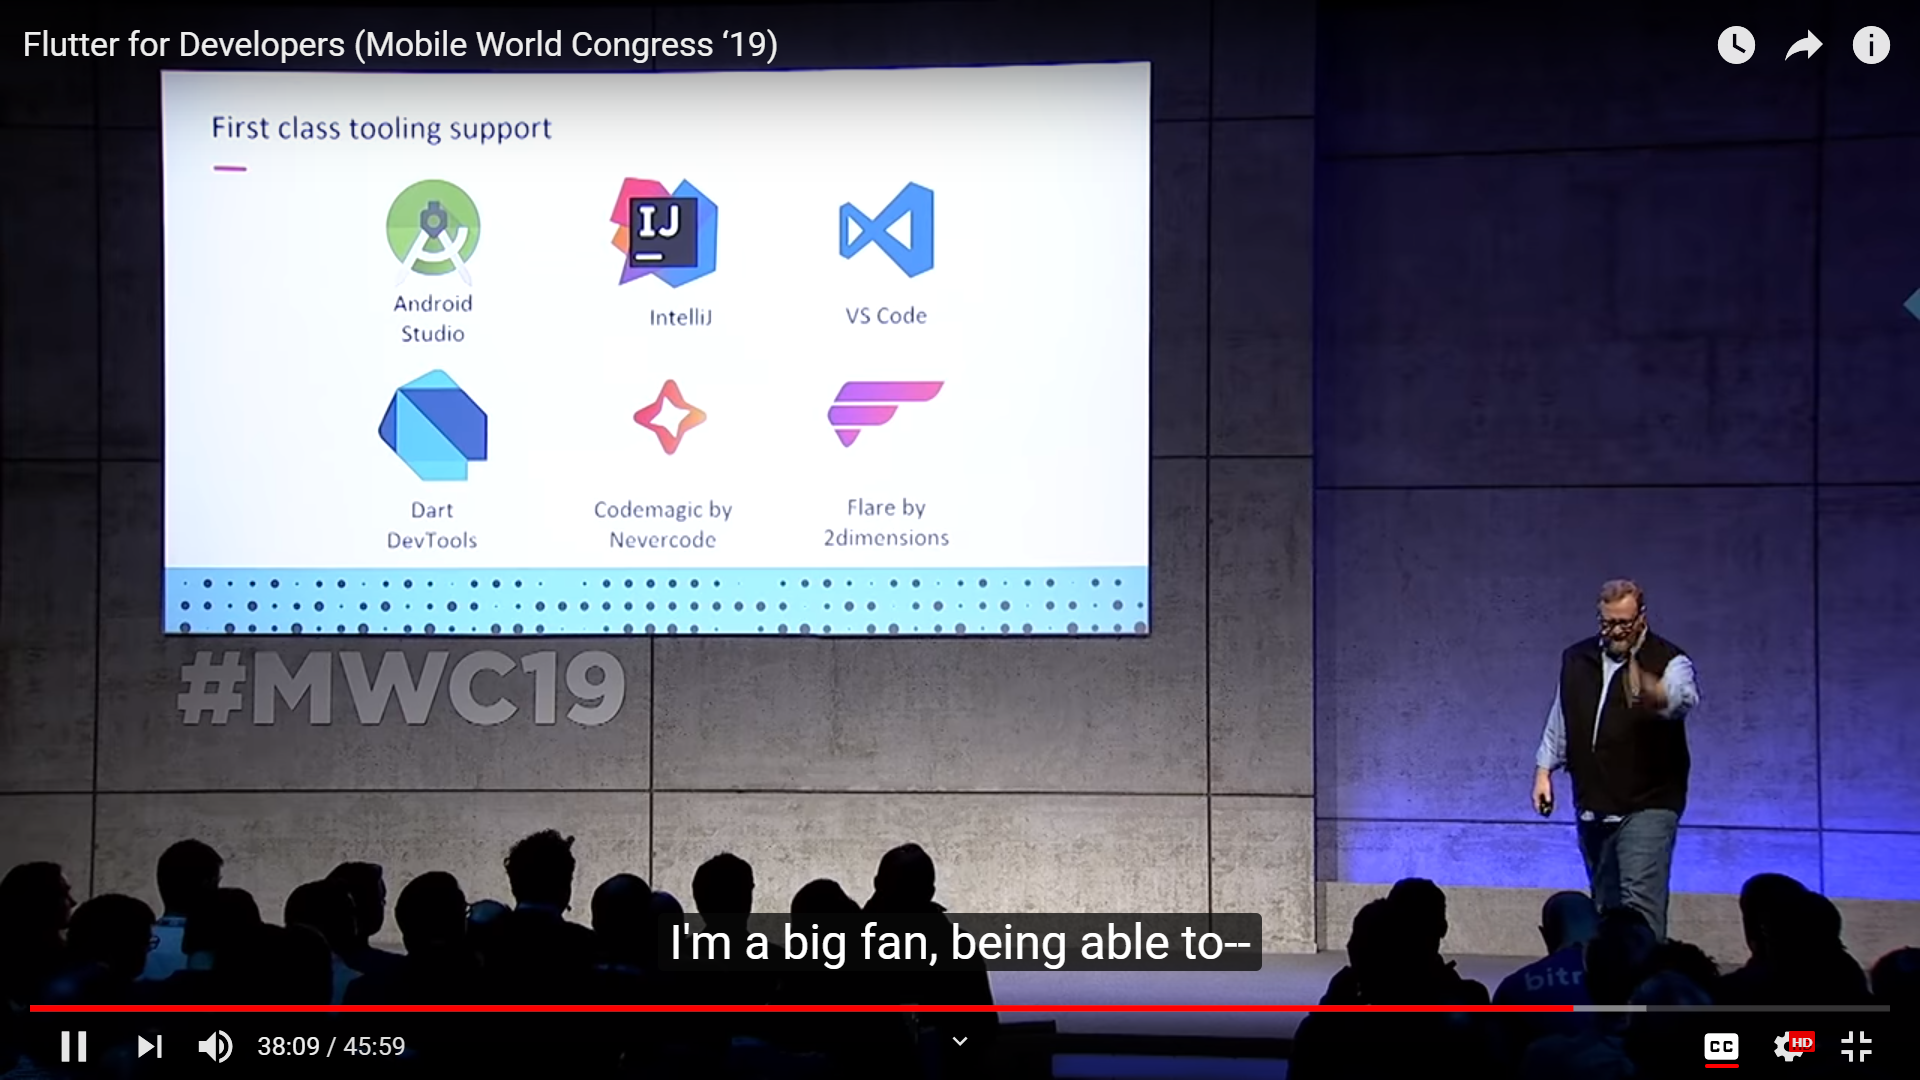 Flutter for Developers (Mobile World Congress ‘19)
First class tooling support
IJ
Android
Studio
IntelliJ
VS Code
Dart
DevTools
Codemagic by
Nevercode
Flare by
2dimensions
#MWC19
bitr
I'm a big fan, being able to--
38:09 / 45:59
CC
HD